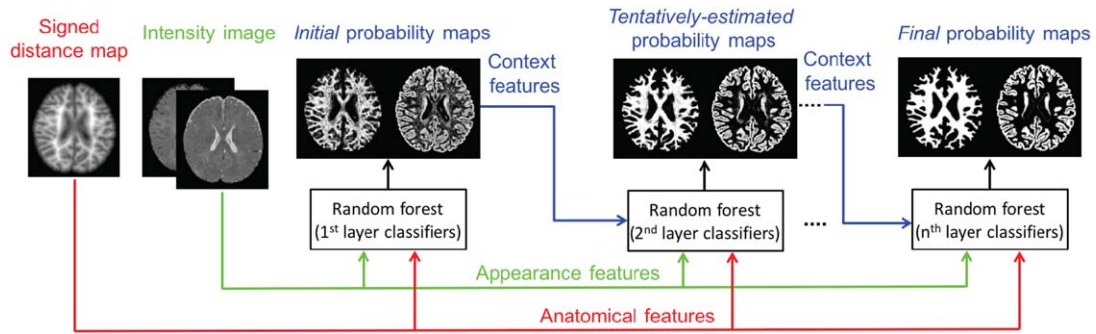 Signed
distance map
Intensity image
Initial probability maps
Context
features
Tentatively-estimated
probability maps
Context
features
Final probability maps
....
Random forest
(1st layer classifiers)
Random forest
(2nd layer classifiers)
....
Random forest
(nth layer classifiers)
Appearance features
Anatomical features